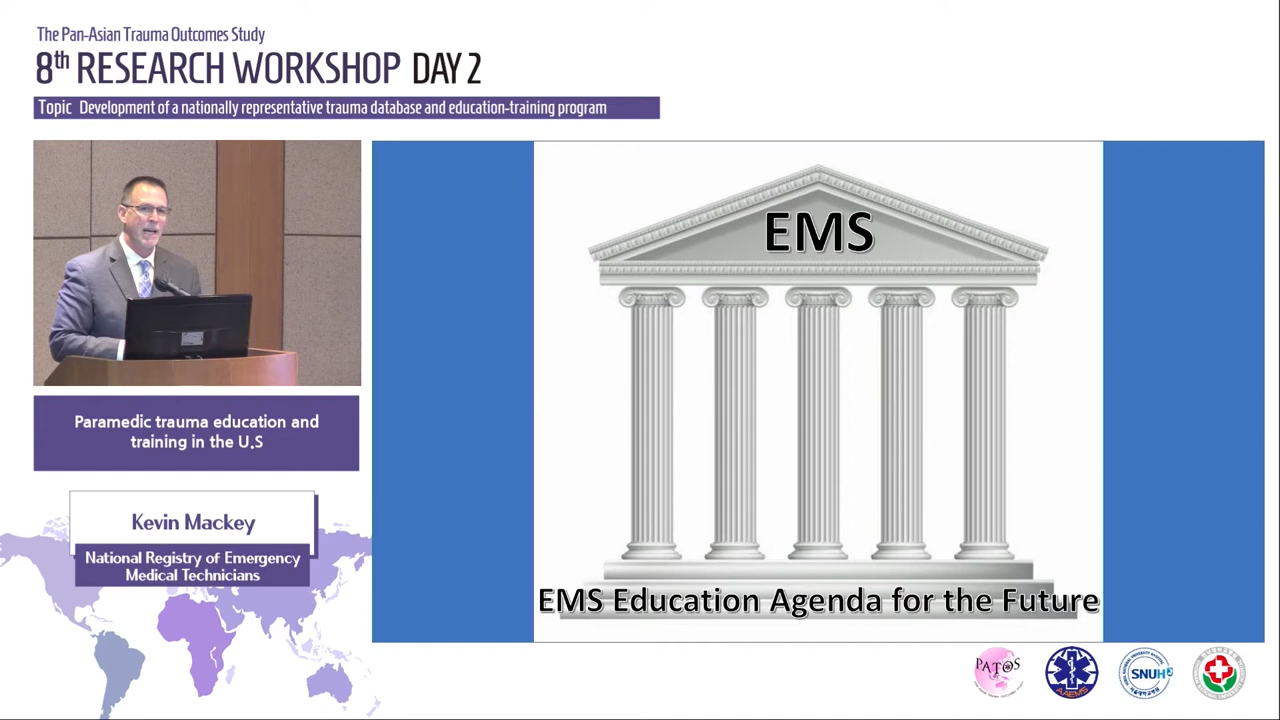 The Pan-Asian Trauma Outcomes Study
8th RESEARCH WORKSHOP DAY 2
Topic Development of a nationally representative trauma database and education-training program
EMS
EMS Education Agenda for the Future
Paramedic trauma education and
training in the U.S
Kevin Mackey
National Registry of Emergency
Medical Technicians
PATOS
AAEMS
SNUH